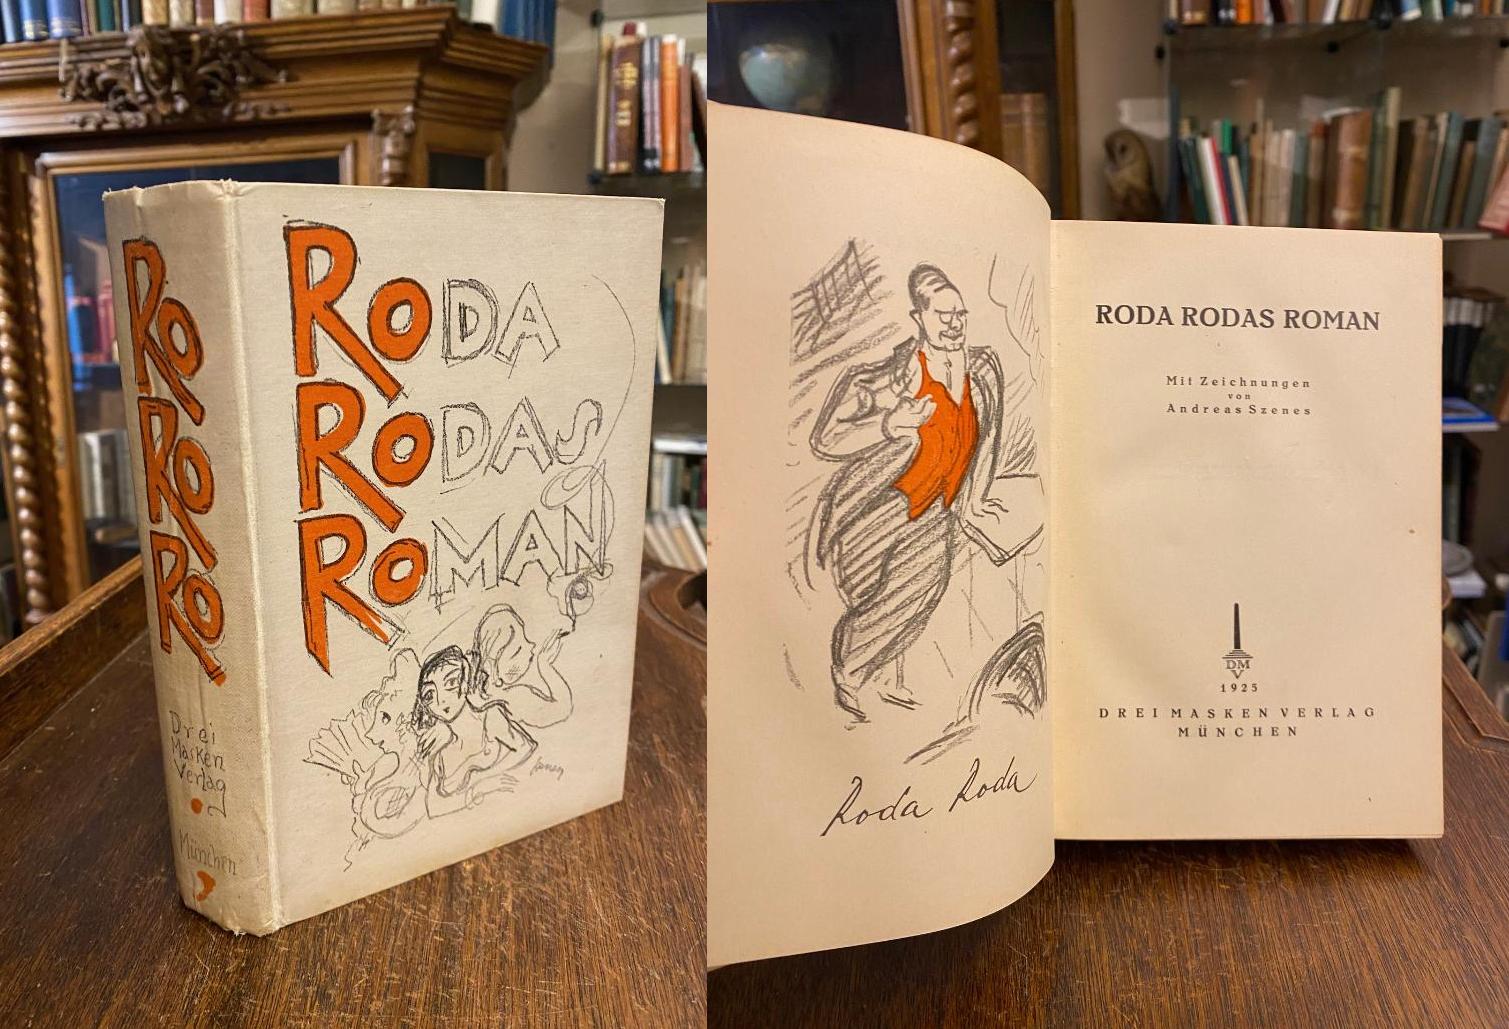 Ro
Ro
Ro
Drei
Masken
Verlag
München
RODA
RODAS
ROMAN
Roda Roda
RODA RODAS ROMAN
Mit Zeichnungen
von
Andreas Szenes
DM
V
1925
DREI MASKEN VERLAG
MÜNCHEN